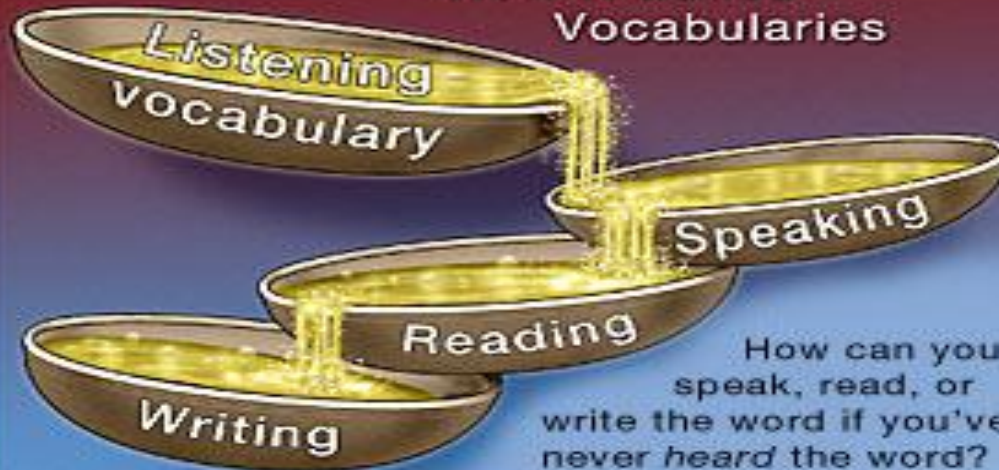 Vocabularies
Listening
vocabulary
Speaking
Reading
Writing
How can you
speak, read, or
write the word if you've
never heard the word?